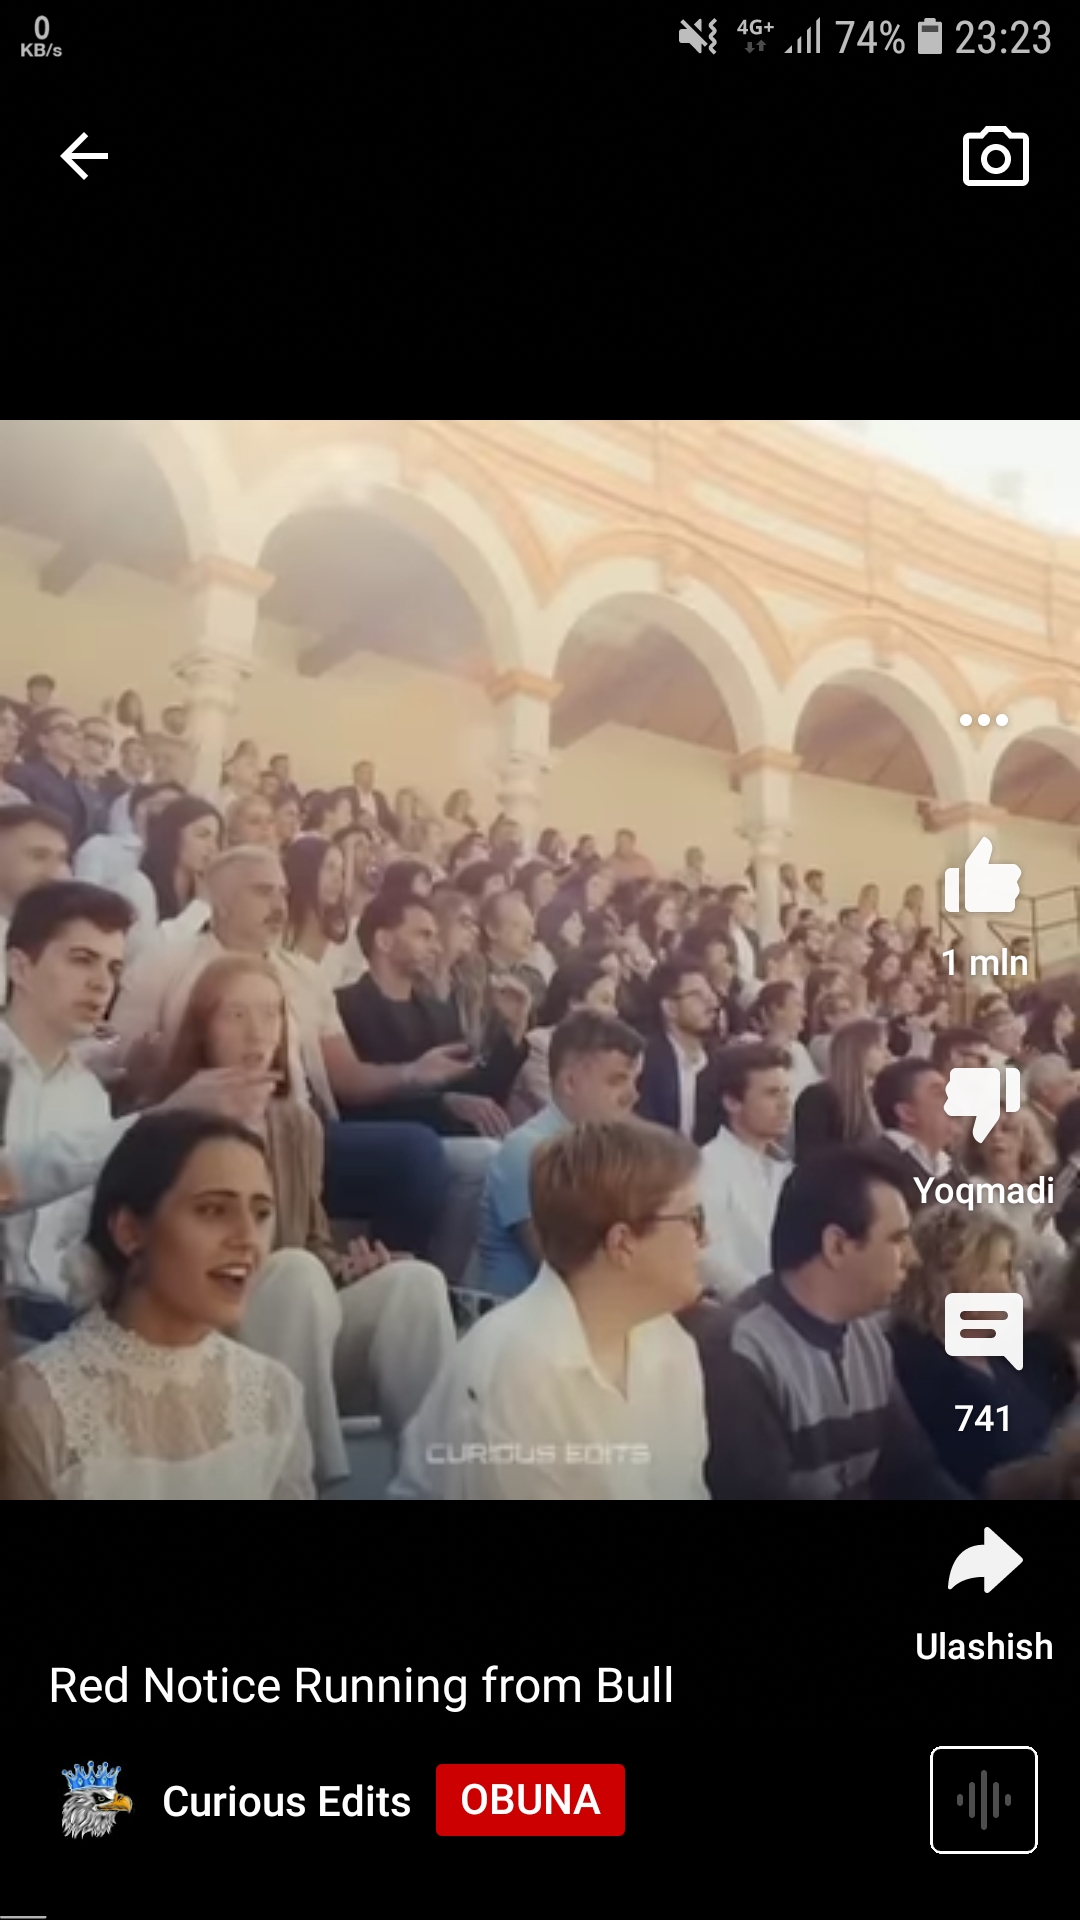 0
KB/s
4G+
74%
23:23
1 mln
Yoqmadi
741
CURIOUS EDITS
Ulashish
Red Notice Running from Bull
Curious Edits
OBUNA